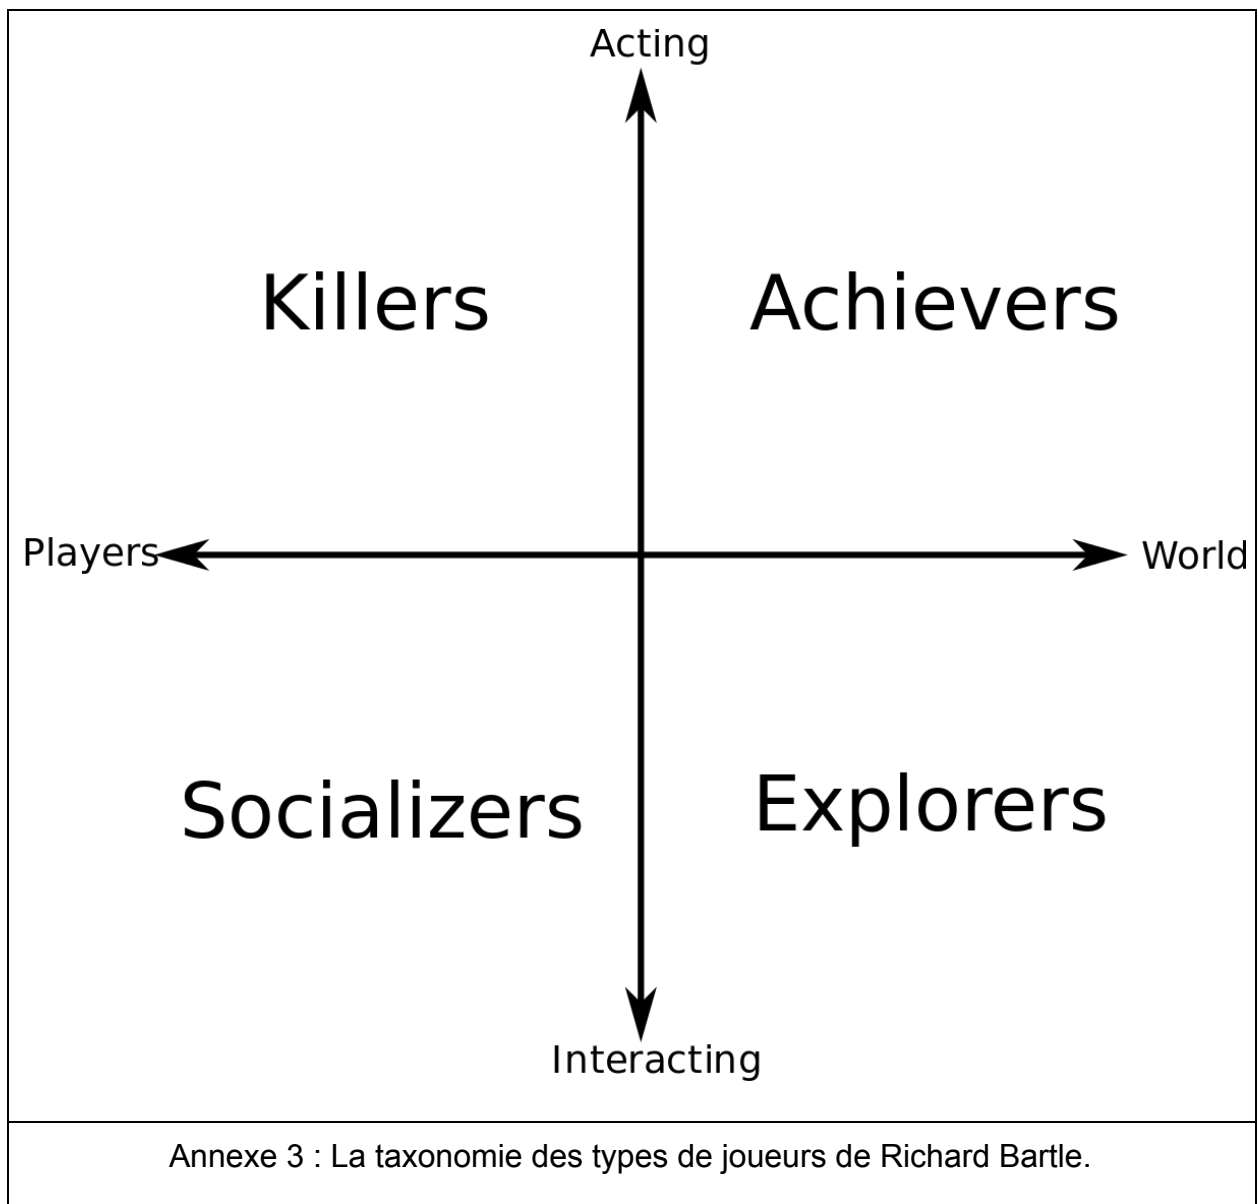 Acting
Killers
Achievers
Players
World
Socializers
Explorers
Interacting
Annexe 3 : La taxonomie des types de joueurs de Richard Bartle.